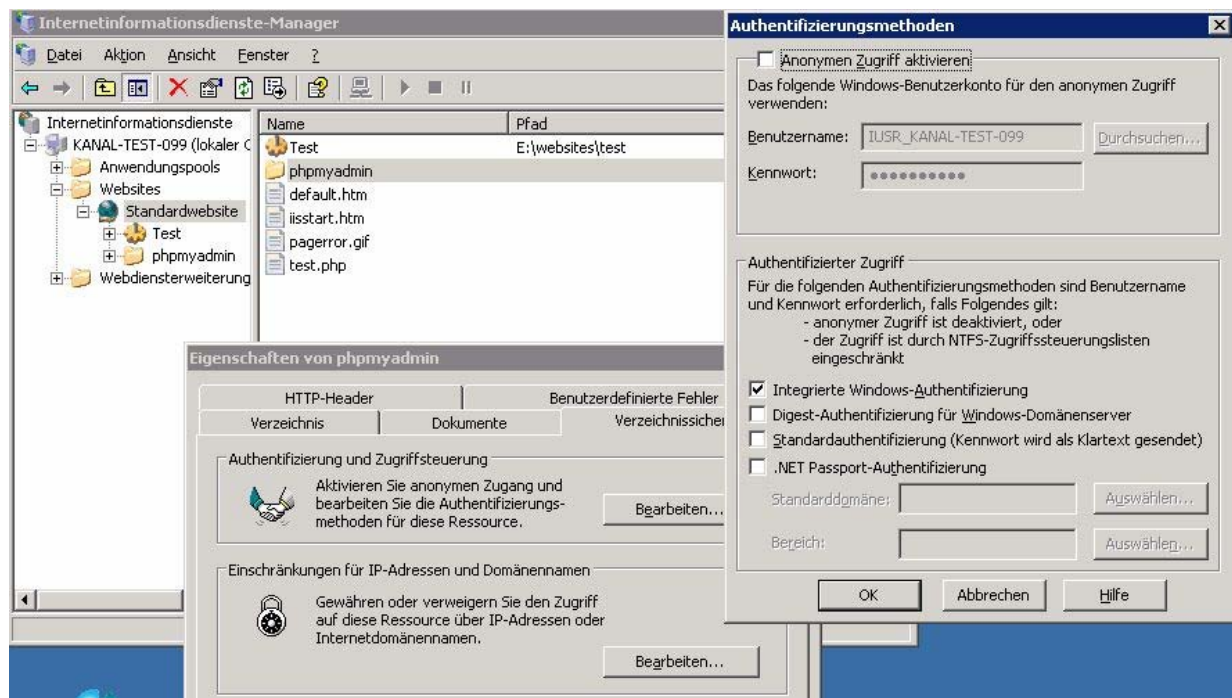 Internetinformationsdienste-Manager
Datei Aktion Ansicht Fenster ?
Internetinformationsdienste
KANAL-TEST-099 (lokaler C
Anwendungspools
Websites
Standardwebsite
Test
phpmyadmin
Webdiensterweiterung
Name Pfad
Test E:\websites\test
phpmyadmin
default.htm
iisstart.htm
pagerror.gif
test.php
Eigenschaften von phpmyadmin
HTTP-Header Benutzerdefinierte Fehler
Verzeichnis Dokumente Verzeichnissicher
Authentifizierung und Zugriffsteuerung
Aktivieren Sie anonymen Zugang und
bearbeiten Sie die Authentifizierungs-
methoden für diese Ressource.
Bearbeiten...
Einschränkungen für IP-Adressen und Domänennamen
Gewähren oder verweigern Sie den Zugriff
auf diese Ressource über IP-Adressen oder
Internetdomänennamen.
Bearbeiten...
Authentifizierungsmethoden
Anonymen Zugriff aktivieren
Das folgende Windows-Benutzerkonto für den anonymen Zugriff
verwenden:
Benutzername: IUSR_KANAL-TEST-099 Durchsuchen...
Kennwort: ●●●●●●●●●●
Authentifizierter Zugriff
Für die folgenden Authentifizierungsmethoden sind Benutzername
und Kennwort erforderlich, falls Folgendes gilt:
- anonymer Zugriff ist deaktiviert, oder
- der Zugriff ist durch NTFS-Zugriffssteuerungslisten
eingeschränkt
Integrierte Windows-Authentifizierung
Digest-Authentifizierung für Windows-Domänenserver
Standardauthentifizierung (Kennwort wird als Klartext gesendet)
.NET Passport-Authentifizierung
Standarddomäne: Auswählen...
Bereich: Auswählen...
OK Abbrechen Hilfe